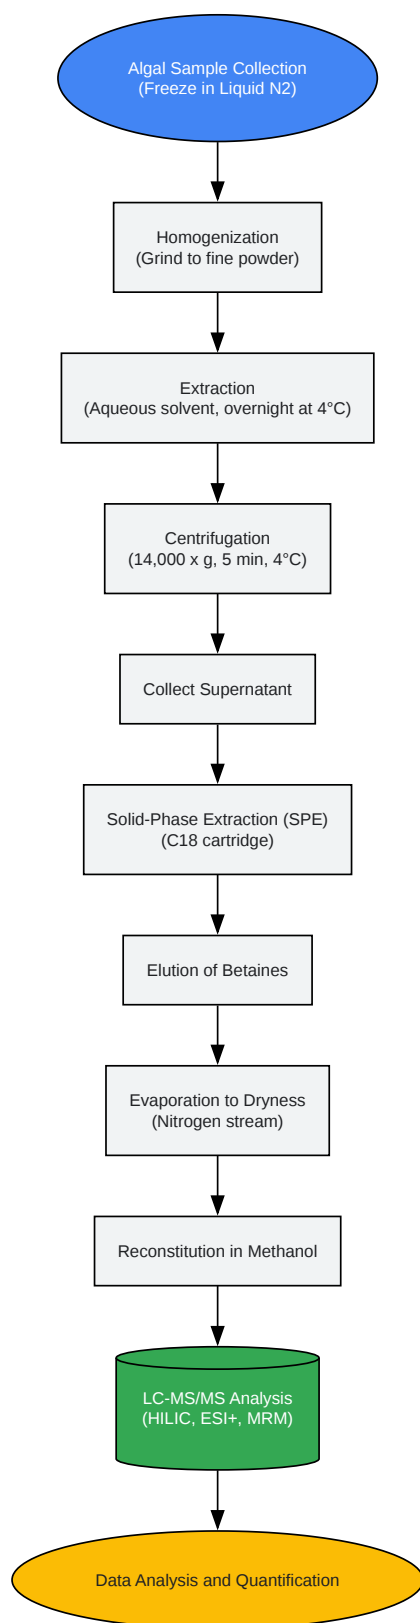 Algal Sample Collection
(Freeze in Liquid N2)
Homogenization
(Grind to fine powder)
Extraction
(Aqueous solvent, overnight at 4°C)
Centrifugation
(14,000 x g, 5 min, 4°C)
Collect Supernatant
Solid-Phase Extraction (SPE)
(C18 cartridge)
Elution of Betaines
Evaporation to Dryness
(Nitrogen stream)
Reconstitution in Methanol
LC-MS/MS Analysis
(HILIC, ESI+, MRM)
Data Analysis and Quantification